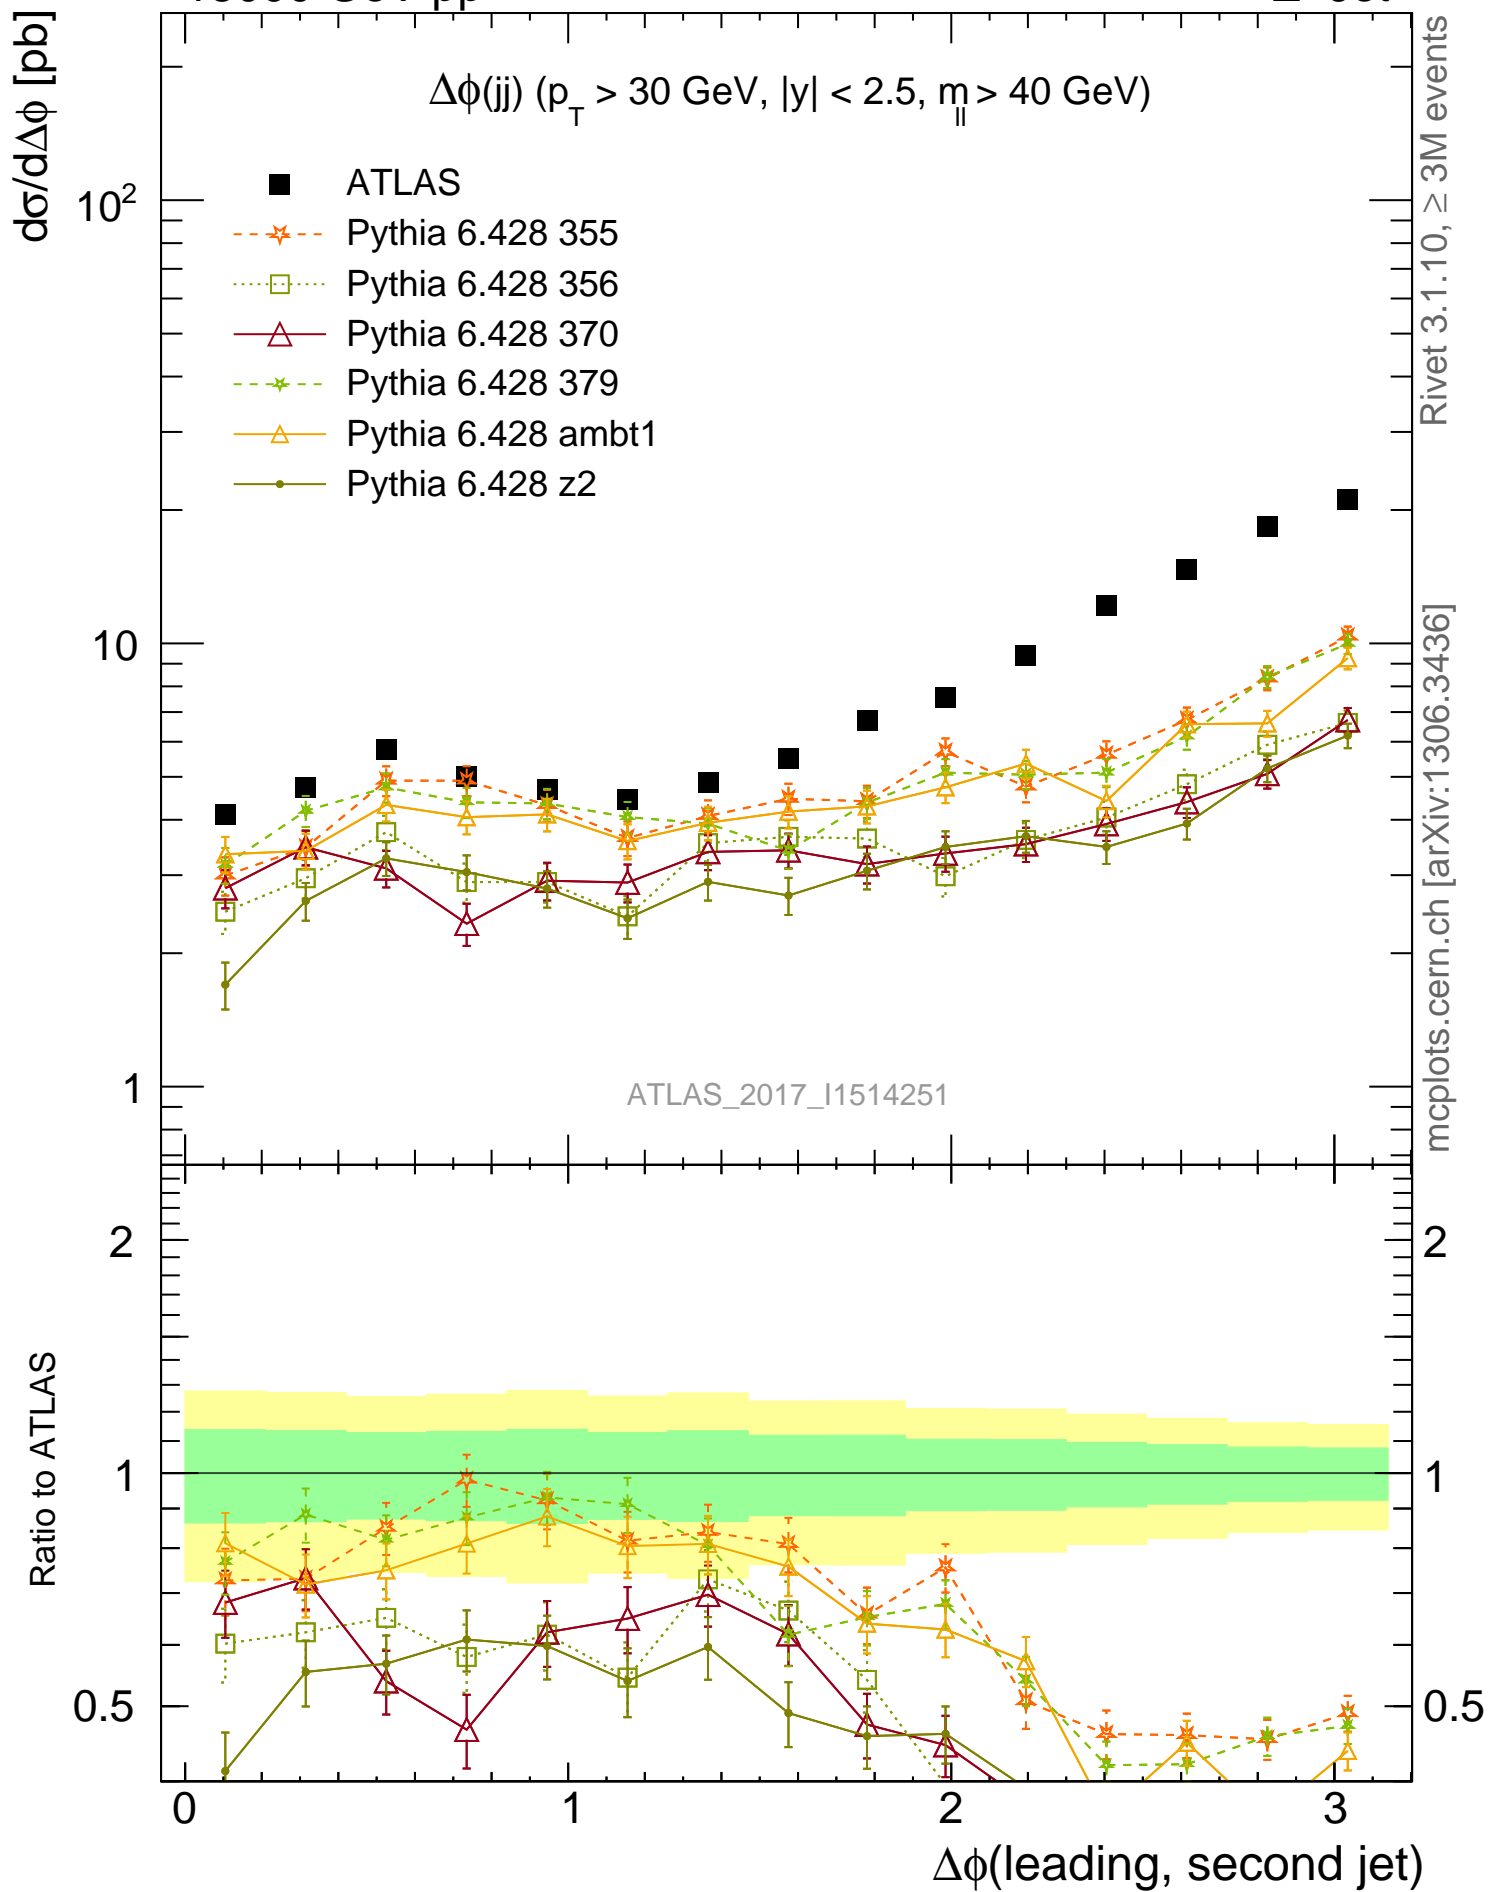 dσ/dΔϕ [pb]
Δϕ(jj) (p_T > 30 GeV, |y| < 2.5, m_ll > 40 GeV)
ATLAS
Pythia 6.428 355
Pythia 6.428 356
Pythia 6.428 370
Pythia 6.428 379
Pythia 6.428 ambt1
Pythia 6.428 z2
10²
10
1
ATLAS_2017_I1514251
Rivet 3.1.10, ≥ 3M events
mcplots.cern.ch [arXiv:1306.3436]
Ratio to ATLAS
2
1
0.5
2
1
0.5
0 1 2 3
Δϕ(leading, second jet)